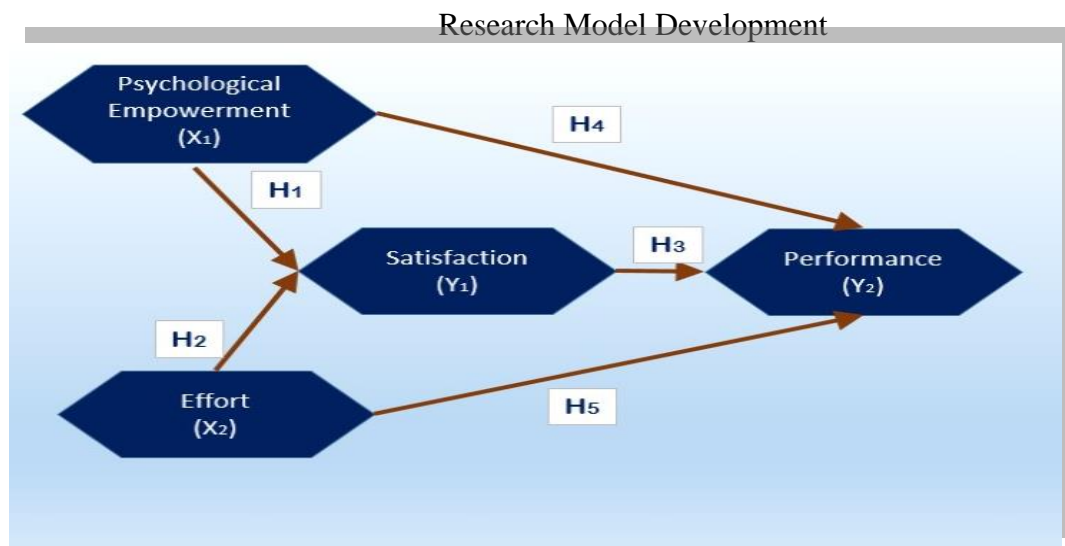 Research Model Development
Psychological
Empowerment
(X₁)
H4
H1
Satisfaction
(Y₁)
H3
Performance
(Y₂)
H2
Effort
(X₂)
H5